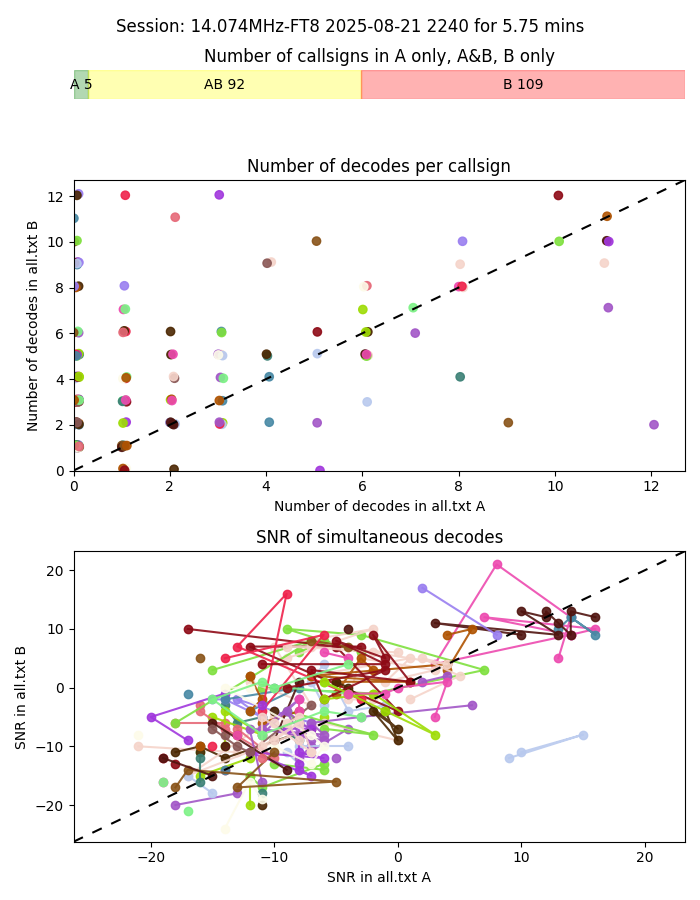 Session: 14.074MHz-FT8 2025-08-21 2240 for 5.75 mins
Number of callsigns in A only, A&B, B only
A 5 AB 92 B 109
Number of decodes per callsign
12
10
8
6
4
2
0
Number of decodes in all.txt B
0 2 4 6 8 10 12
Number of decodes in all.txt A
SNR of simultaneous decodes
20
10
0
−10
−20
SNR in all.txt B
−20 −10 0 10 20
SNR in all.txt A